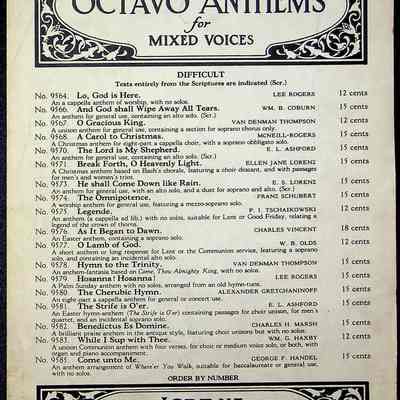 OCTAVO ANTHEMS
for
MIXED VOICES
DIFFICULT
Texts entirely from the Scriptures are indicated (Scr.)
No. 9564. Lo, God is Here. LEE ROGERS 12 cents
An a cappella anthem of worship, with no solos.
No. 9566. And God shall Wipe Away All Tears. WM. B. COBURN 12 cents
An anthem for general use, containing an alto solo. (Scr.)
No. 9567. O Gracious King. VAN DENMAN THOMPSON 12 cents
A unison anthem for general use, containing a section for soprano chorus only.
No. 9568. A Carol to Christmas. MCNEILL-ROGERS 15 cents
A Christmas anthem for eight-part a cappella choir, with a soprano obbligato solo.
No. 9570. The Lord is My Shepherd. E. L. ASHFORD 15 cents
An anthem for general use, including an alto solo. (Scr.)
No. 9571. Break Forth, O Heavenly Light. ELLEN JANE LORENZ 15 cents
A Christmas anthem based on Bach's chorale, featuring a choir descant, and with passages
for men's and women's trios.
No. 9573. He shall Come Down like Rain. E. S. LORENZ 15 cents
An anthem for general use, with alto solo, and a duet for soprano and alto. (Scr.)
No. 9574. The Omnipotence. FRANZ SCHUBERT 15 cents
A worship anthem for general use, featuring a mezzo-soprano solo.
No. 9575. Legende. P. I. TSCHAIKOWSKI 12 cents
An anthem (a cappella ad lib.) with no solos, suitable for Lent or Good Friday, relating a
legend of the crown of thorns.
No. 9576. As It Began to Dawn. CHARLES VINCENT 18 cents
An Easter anthem, containing a soprano solo.
No. 9577. O Lamb of God. W. B. OLDS 12 cents
A short anthem or long response for Lent or the Communion service, featuring a soprano
solo, and containing an incidental alto solo.
No. 9578. Hymn to the Trinity. VAN DENMAN THOMPSON 15 cents
An hymn-fantasia based on Come, Thou Almighty King, with no solos.
No. 9579. Hosanna! Hosanna! LEE ROGERS 15 cents
A Palm Sunday anthem with no solos, arranged from an old hymn-tune.
No. 9580. The Cherubic Hymn. ALEXANDER GRETCHANINOFF 15 cents
An eight-part a cappella anthem for general or concert use.
No. 9581. The Strife is O'er. E. L. ASHFORD 15 cents
An Easter hymn-anthem (The Strife is O'er) containing passages for choir unison, for men's
quartet, and an incidental soprano solo.
No. 9582. Benedictus Es Domine. CHARLES H. MARSH 15 cents
A brilliant praise anthem in the antique style, featuring choir unisons but with no solos.
No. 9583. While I Sup with Thee. WM. G. HAXBY 12 cents
A unison Communion anthem with four verses, for choir or medium voice solo, or both, with
organ and piano accompaniment.
No. 9585. Come unto Me. GEORGE F. HANDEL 15 cents
An anthem arrangement of Where'er You Walk, suitable for baccalaureate or general use,
with no solos.
ORDER BY NUMBER